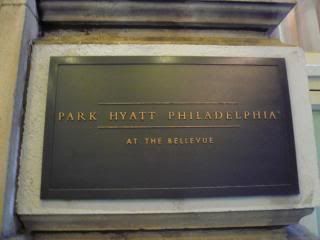 PARK HYATT PHILADELPHIA
AT THE BELLEVUE